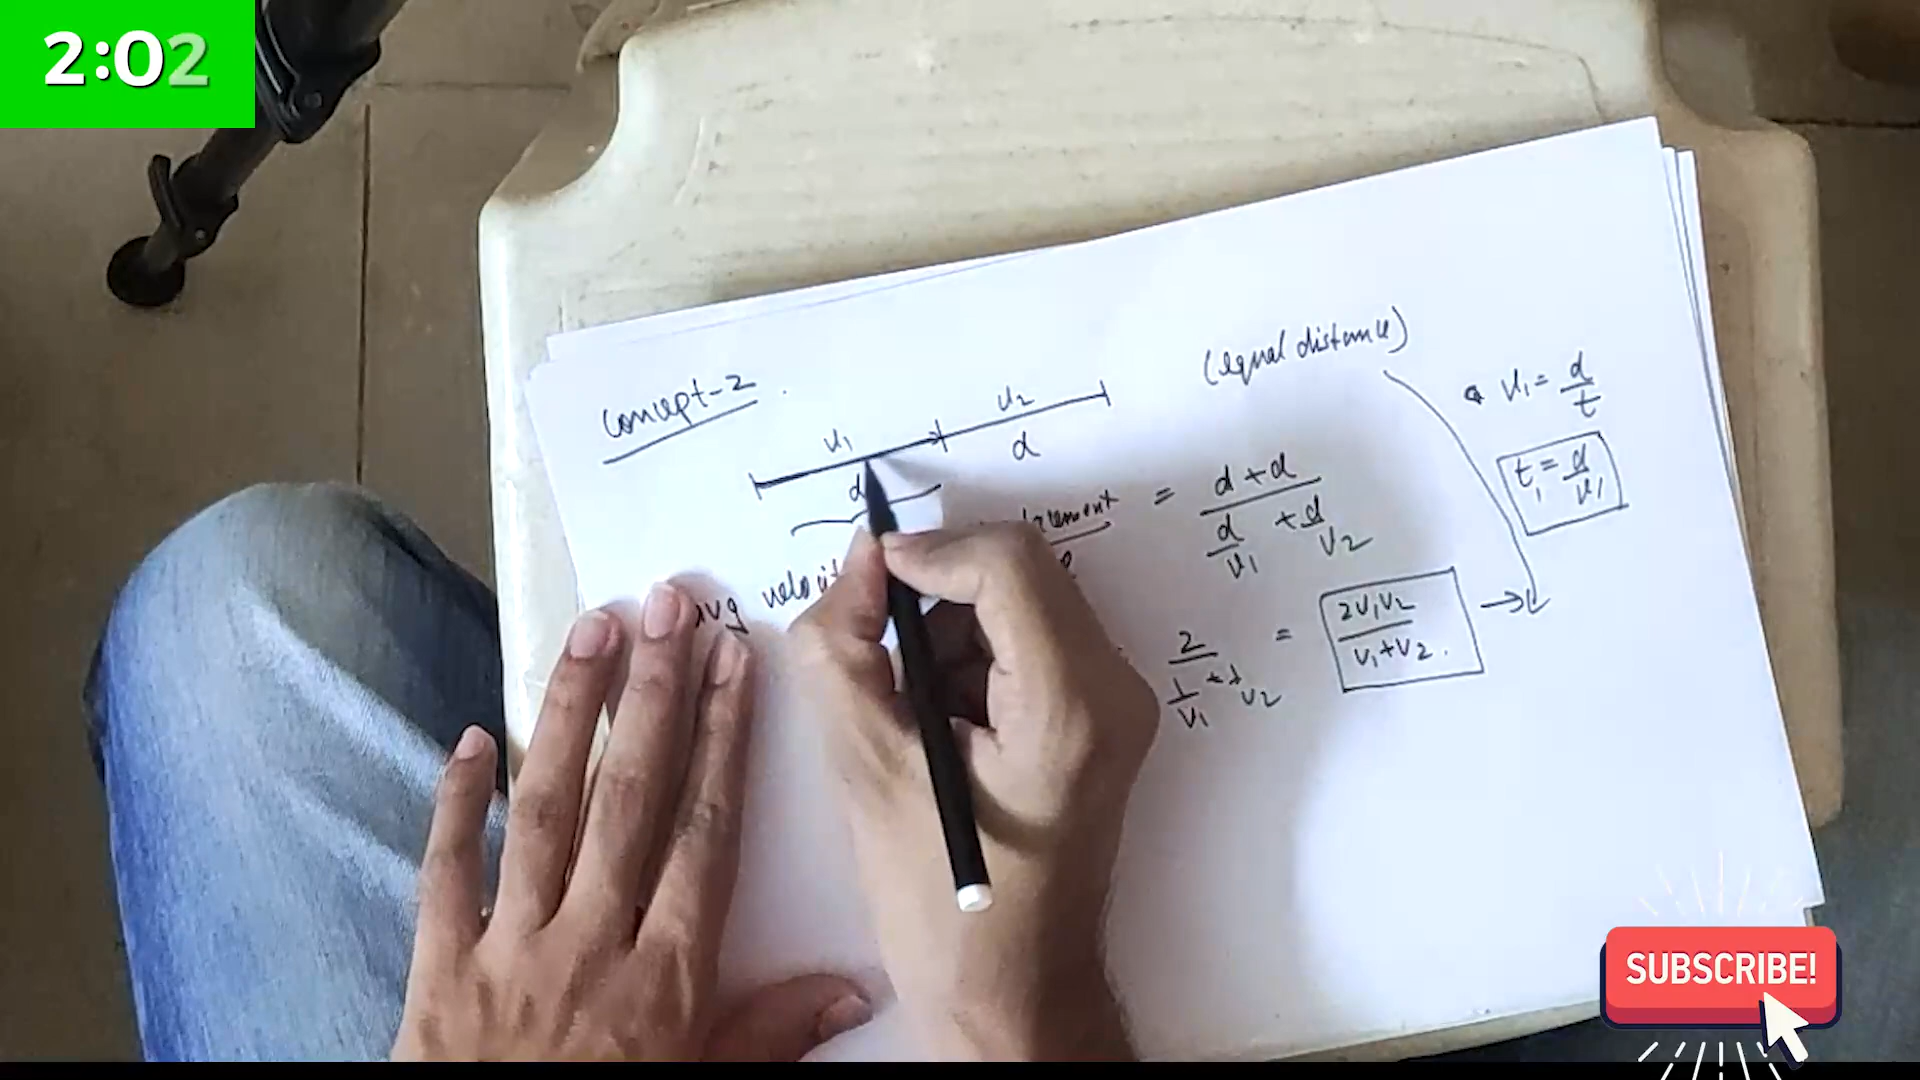 2:02
Concept-2
(equal distance)
V₁ V₂
d d
V₁ = d/t
t₁ = d/V₁
avg
= (d+d)/(d/V₁ + d/V₂)
2/(1/V₁ + 1/V₂) = 2V₁V₂/(V₁+V₂) →
SUBSCRIBE!